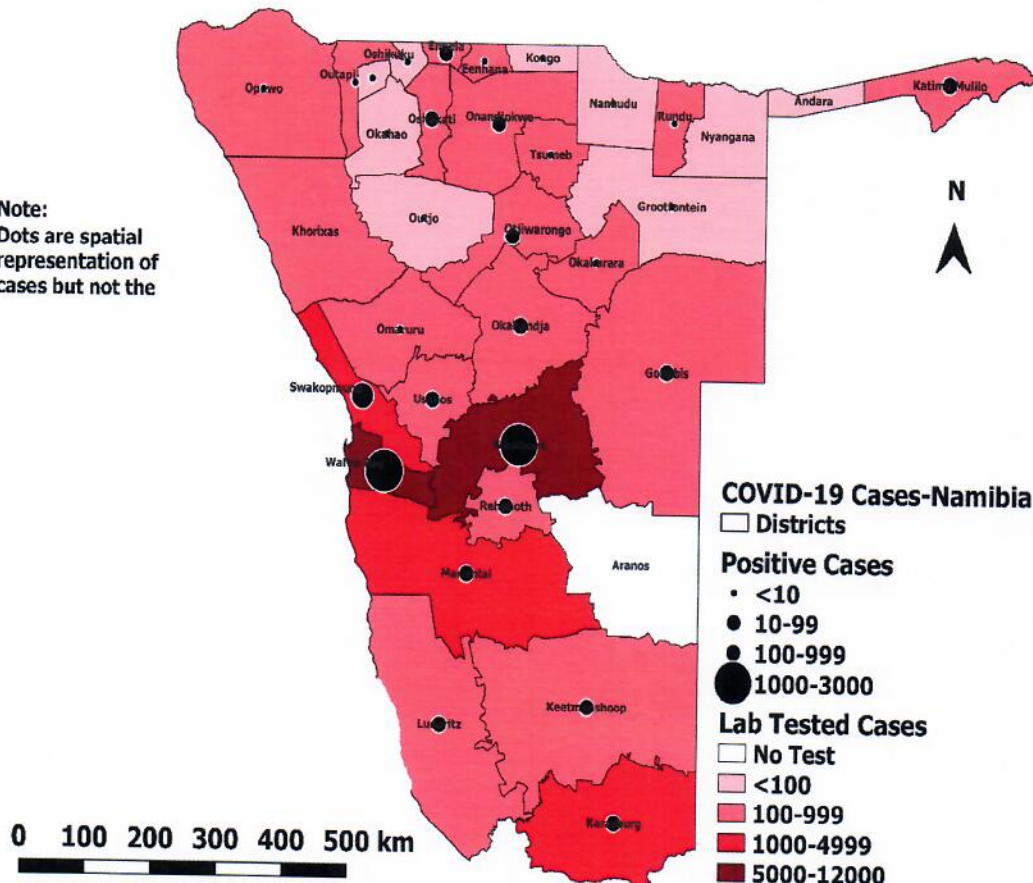 Oshikuku
Eenhana
Kongo
Outapi
Opuwo
Nankudu
Andara
Katima Mulilo
Okahao
Oshakati
Onandjokwe
Rundu
Nyangana
Tsumeb
N
Outjo
Grootfontein
Note:
Dots are spatial
representation of
cases but not the
Khorixas
Otjiwarongo
Okakarara
Omaruru
Okahandja
Gobabis
Swakopmund
Usakos
Rehoboth
COVID-19 Cases-Namibia
Districts
Aranos
Mariental
Positive Cases
<10
10-99
100-999
1000-3000
Keetmanshoop
Luderitz
Lab Tested Cases
No Test
<100
100-999
Karasburg
1000-4999
5000-12000
0 100 200 300 400 500 km